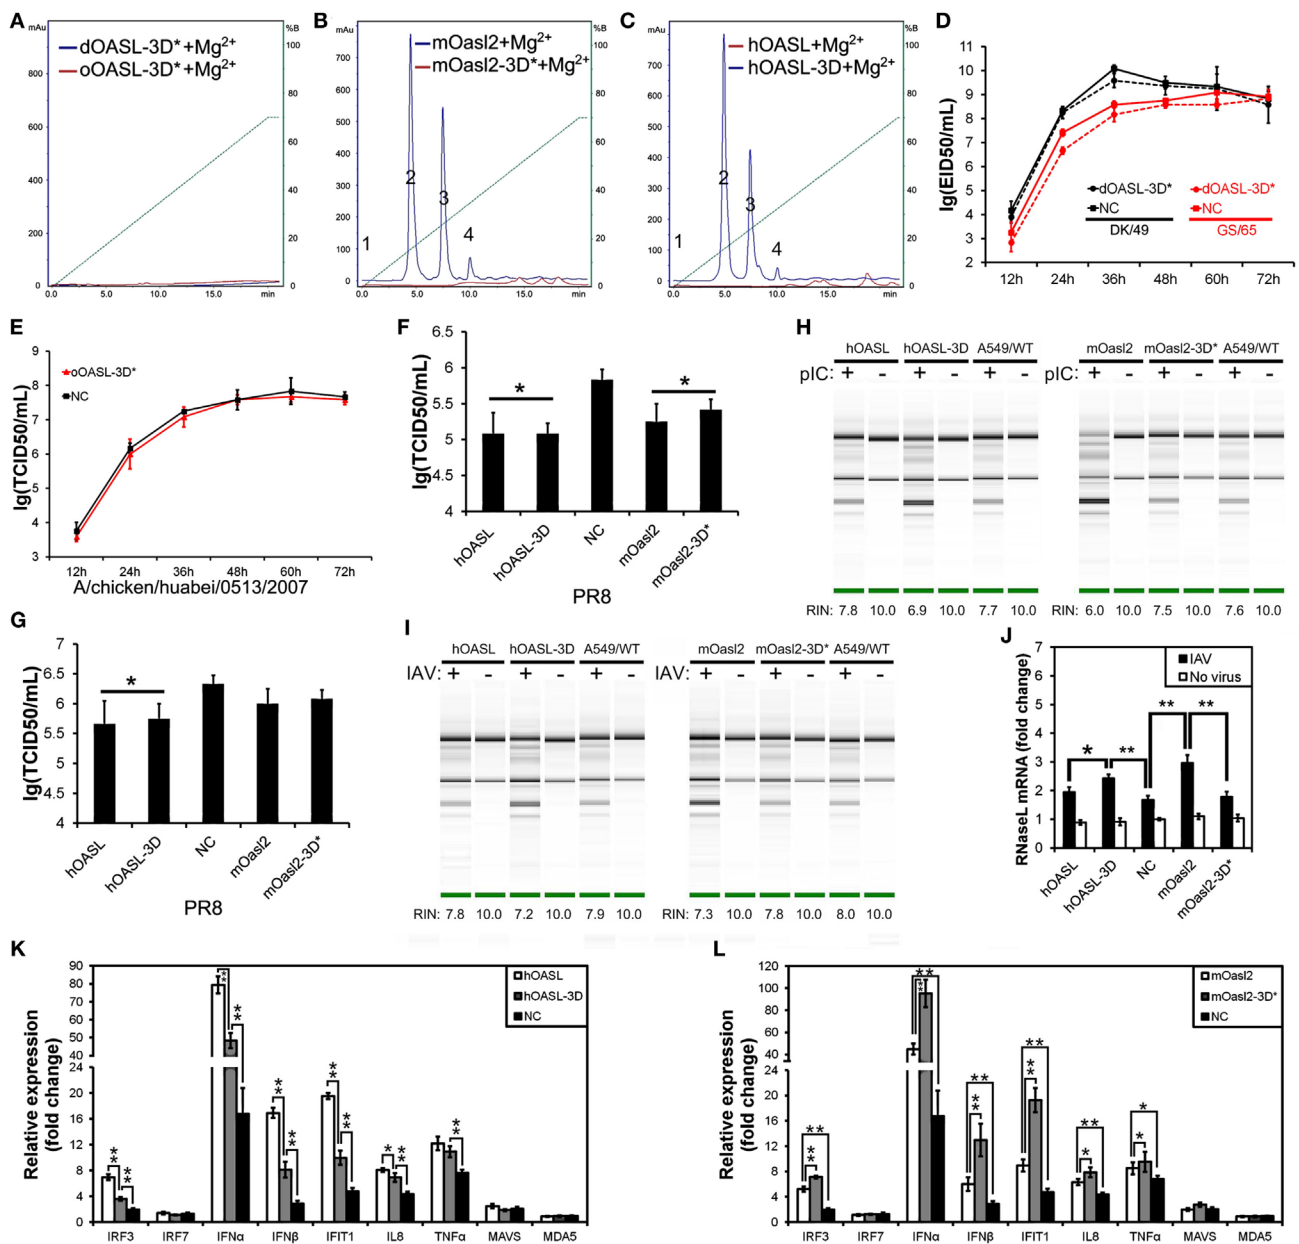 A
mAu
%B
dOASL-3D*+Mg2+
oOASL-3D*+Mg2+
800
600
400
200
0
100
80
60
40
20
0
0.0
5.0
10.0
15.0
min
B
mAu
%B
mOasl2+Mg2+
mOasl2-3D*+Mg2+
700
600
500
400
300
200
100
0
100
80
60
40
20
0
1
2
3
4
0.0
5.0
10.0
15.0
min
C
mAu
%B
hOASL+Mg2+
hOASL-3D+Mg2+
700
600
500
400
300
200
100
0
100
80
60
40
20
0
1
2
3
4
0.0
5.0
10.0
15.0
min
D
lg(EID50/mL)
11
10
9
8
7
6
5
4
3
2
dOASL-3D*
NC
DK/49
dOASL-3D*
NC
GS/65
12h 24h 36h 48h 60h 72h
E
lg(TCID50/mL)
9
8
7
6
5
4
3
oOASL-3D*
NC
12h 24h 36h 48h 60h 72h
A/chicken/huabei/0513/2007
F
lg(TCID50/mL)
6.5
6
5.5
5
4.5
4
*
*
hOASL
hOASL-3D
NC
mOasl2
mOasl2-3D*
PR8
H
hOASL hOASL-3D A549/WT
pIC: + - + - + -
RIN: 7.8 10.0 6.9 10.0 7.7 10.0
mOasl2 mOasl2-3D* A549/WT
pIC: + - + - + -
RIN: 6.0 10.0 7.5 10.0 7.6 10.0
G
lg(TCID50/mL)
7
6.5
6
5.5
5
4.5
4
*
hOASL
hOASL-3D
NC
mOasl2
mOasl2-3D*
PR8
I
hOASL hOASL-3D A549/WT
IAV: + - + - + -
RIN: 7.8 10.0 7.2 10.0 7.9 10.0
mOasl2 mOasl2-3D* A549/WT
IAV: + - + - + -
RIN: 7.3 10.0 7.8 10.0 8.0 10.0
J
RNaseL mRNA (fold change)
7
6
5
4
3
2
1
0
IAV
No virus
*
**
**
**
hOASL
hOASL-3D
NC
mOasl2
mOasl2-3D*
K
Relative expression
(fold change)
90
80
70
60
50
40
24
20
16
12
8
4
0
hOASL
hOASL-3D
NC
**
**
**
**
**
**
**
**
*
**
**
IRF3 IRF7 IFNα IFNβ IFIT1 IL8 TNFα MAVS MDA5
L
Relative expression
(fold change)
120
100
80
60
40
24
20
16
12
8
4
0
mOasl2
mOasl2-3D*
NC
**
**
**
**
**
**
**
**
**
*
*
*
IRF3 IRF7 IFNα IFNβ IFIT1 IL8 TNFα MAVS MDA5